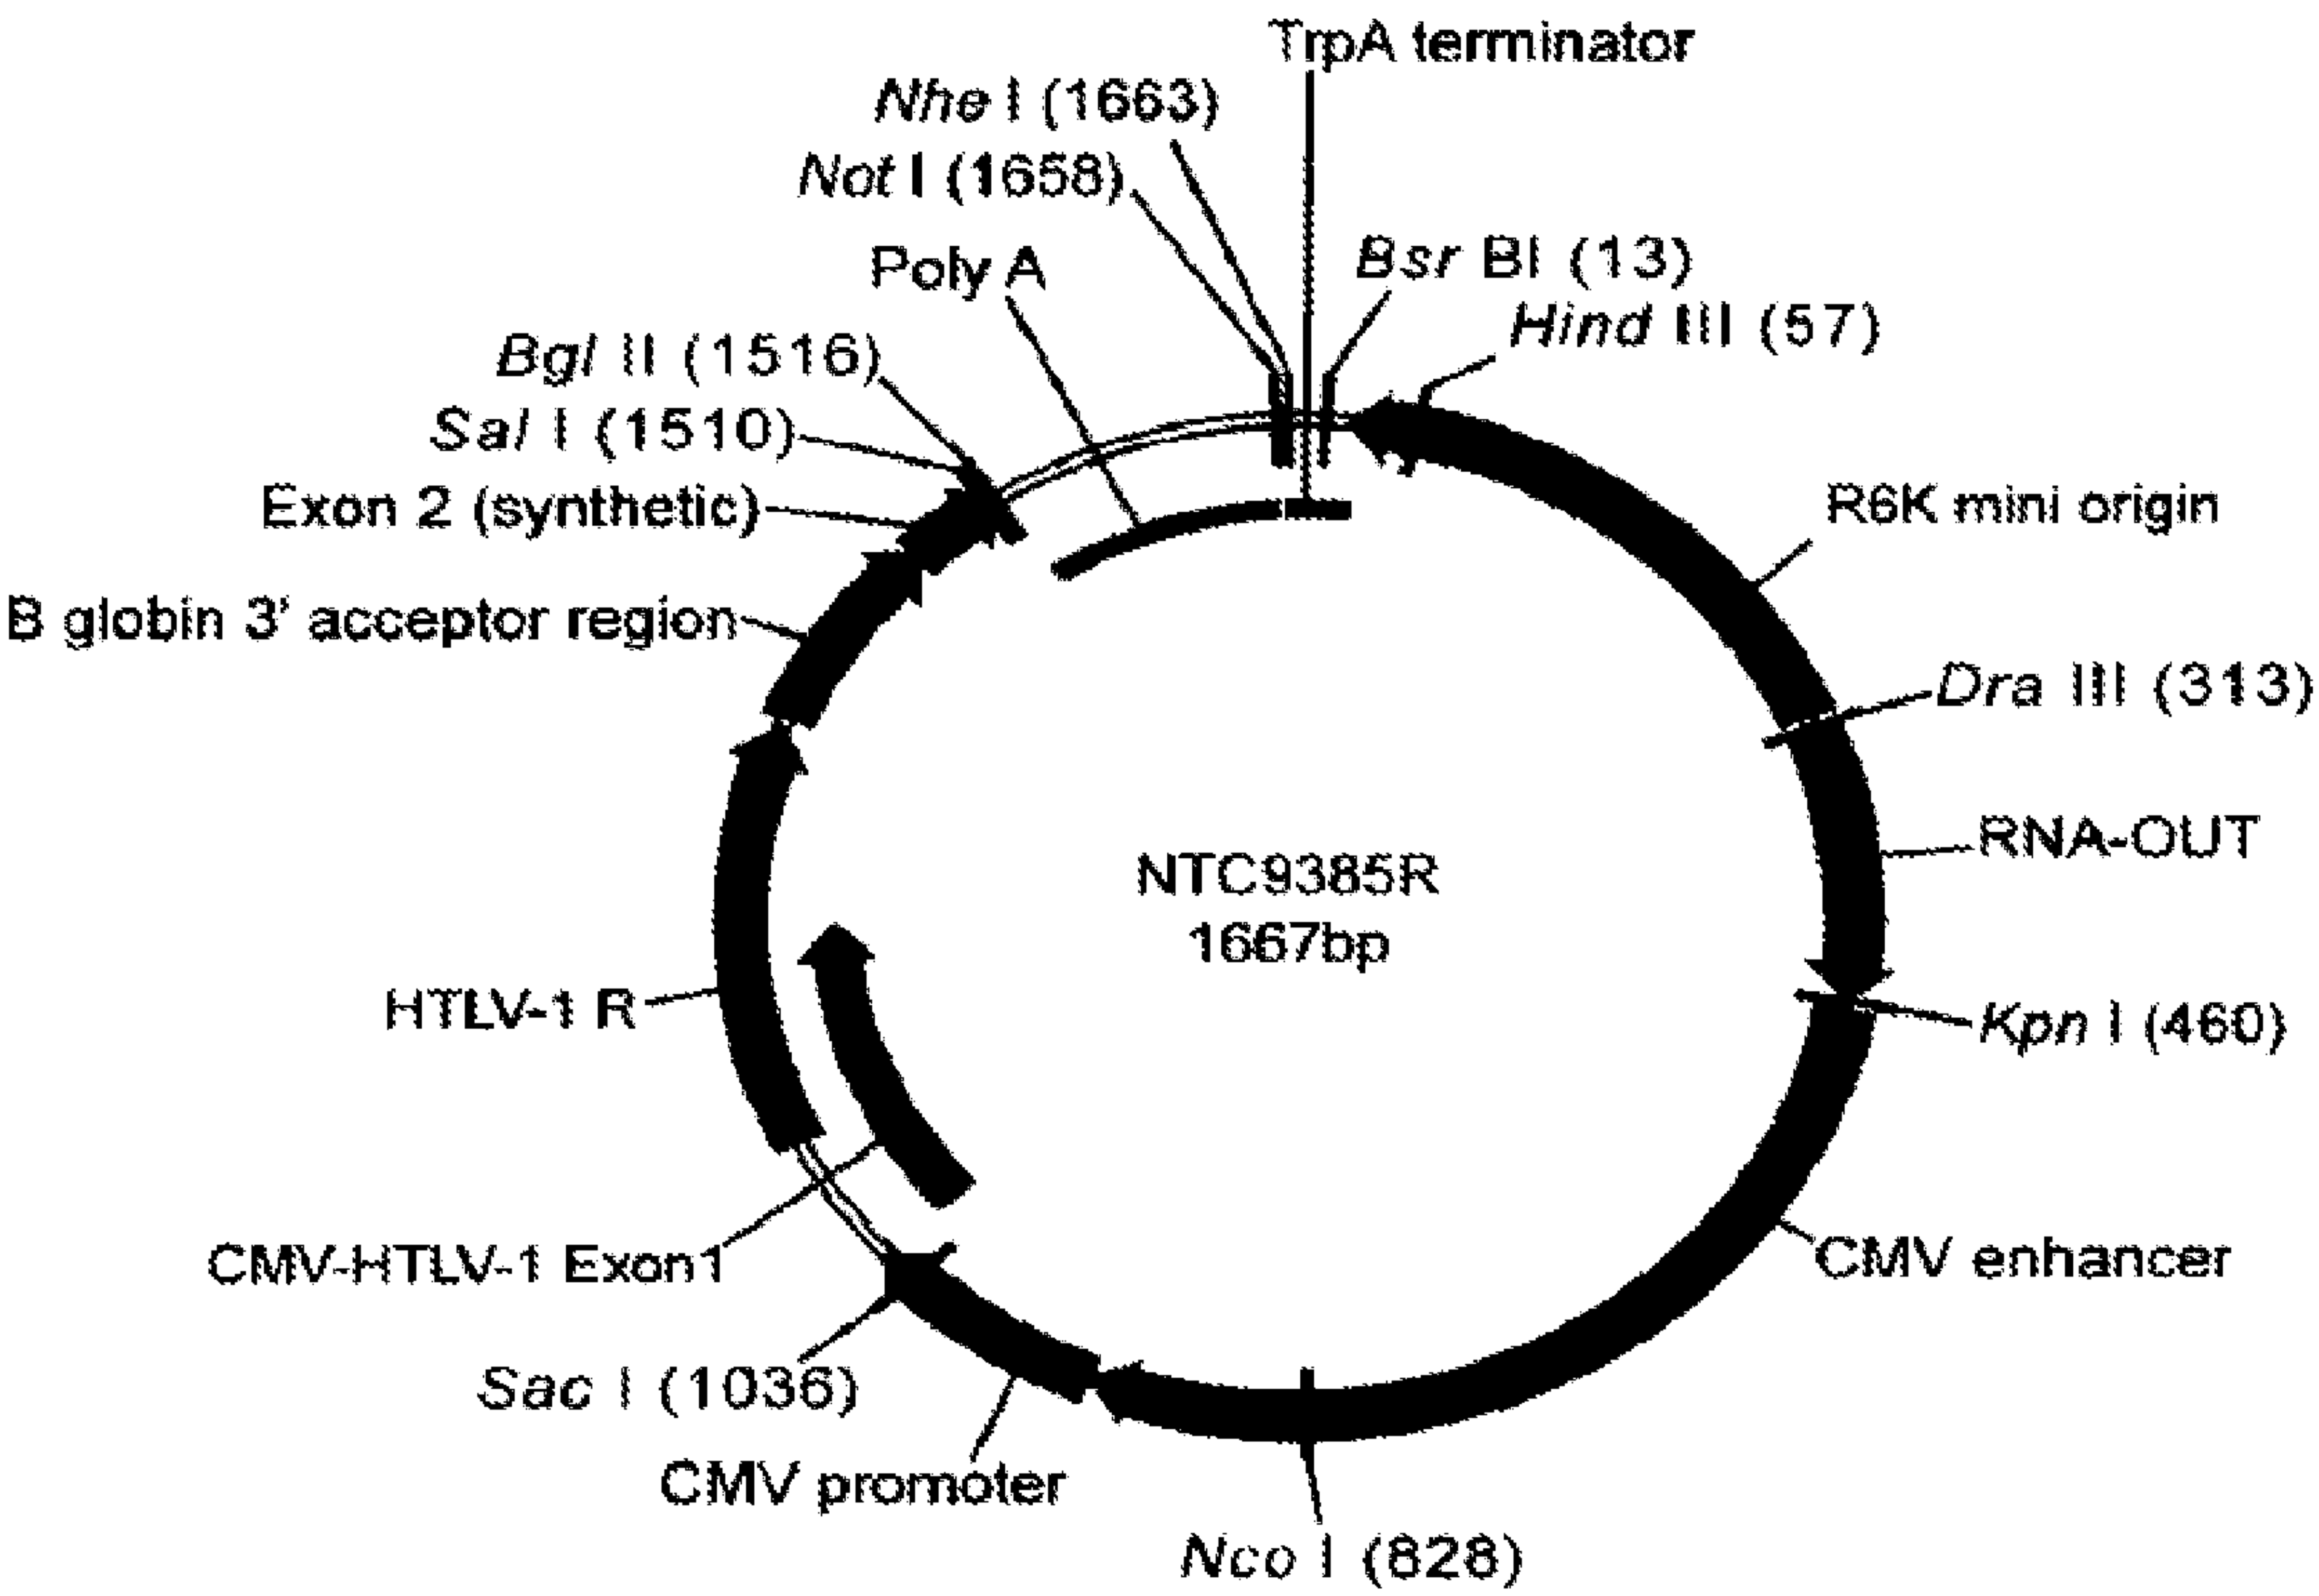 TrpA terminator
Nhe I (1663)
Not I (1658)
Bsr BI (13)
Poly A
Hind III (57)
Bgl II (1516)
Sal I (1510)
Exon 2 (synthetic)
R6K mini origin
B globin 3' acceptor region
Dra III (313)
RNA-OUT
NTC9385R
1667bp
HTLV-1 R
Kpn I (460)
CMV-HTLV-1 Exon1
CMV enhancer
Sac I (1036)
CMV promoter
Nco I (828)